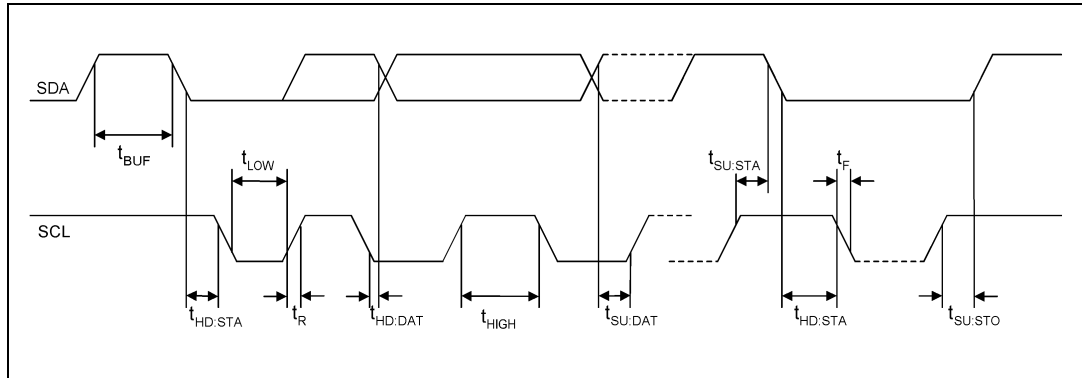 SDA
t_BUF
t_LOW
t_SU:STA
t_F
SCL
t_HD:STA
t_R
t_HD:DAT
t_HIGH
t_SU:DAT
t_HD:STA
t_SU:STO